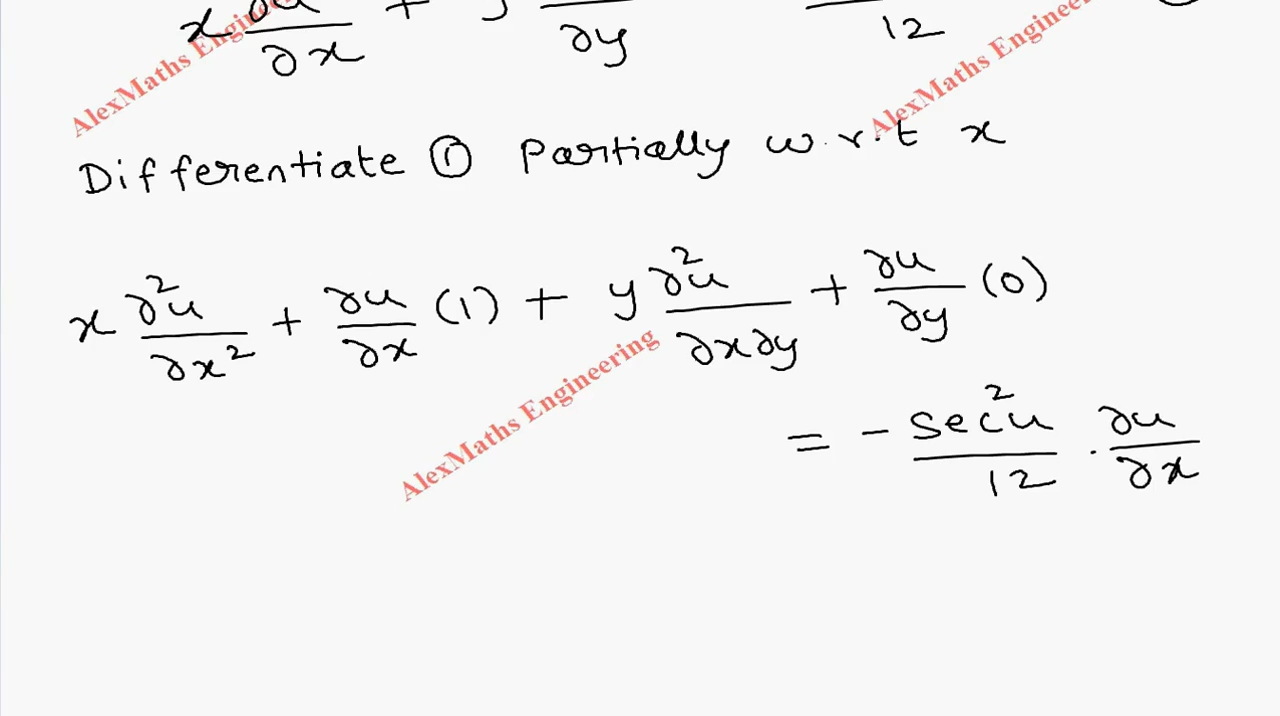 x ∂u/∂x + y /∂y /12
AlexMaths Engineering
AlexMaths Engineering
Differentiate ① Partially w.r.t x
x ∂²u/∂x² + ∂u/∂x (1) + y ∂²u/∂x∂y + ∂u/∂y (0)
AlexMaths Engineering
= - sec²u/12 · ∂u/∂x